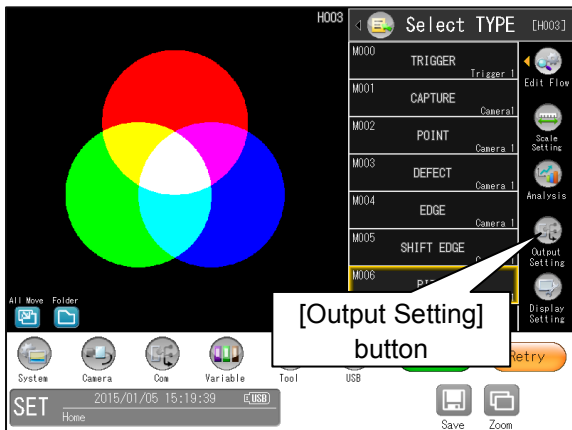 H003
Select TYPE [H003]
M000
TRIGGER
Trigger 1
M001
CAPTURE
Camera1
M002
POINT
Camera 1
M003
DEFECT
Camera 1
M004
EDGE
Camera 1
M005
SHIFT EDGE
M006
Edit Flow
Scale
Setting
Analysis
Output
Setting
Display
Setting
[Output Setting]
button
All Move Folder
System Camera Com Variable Tool USB
Retry
SET 2015/01/05 15:19:39 USB
Home
Save Zoom